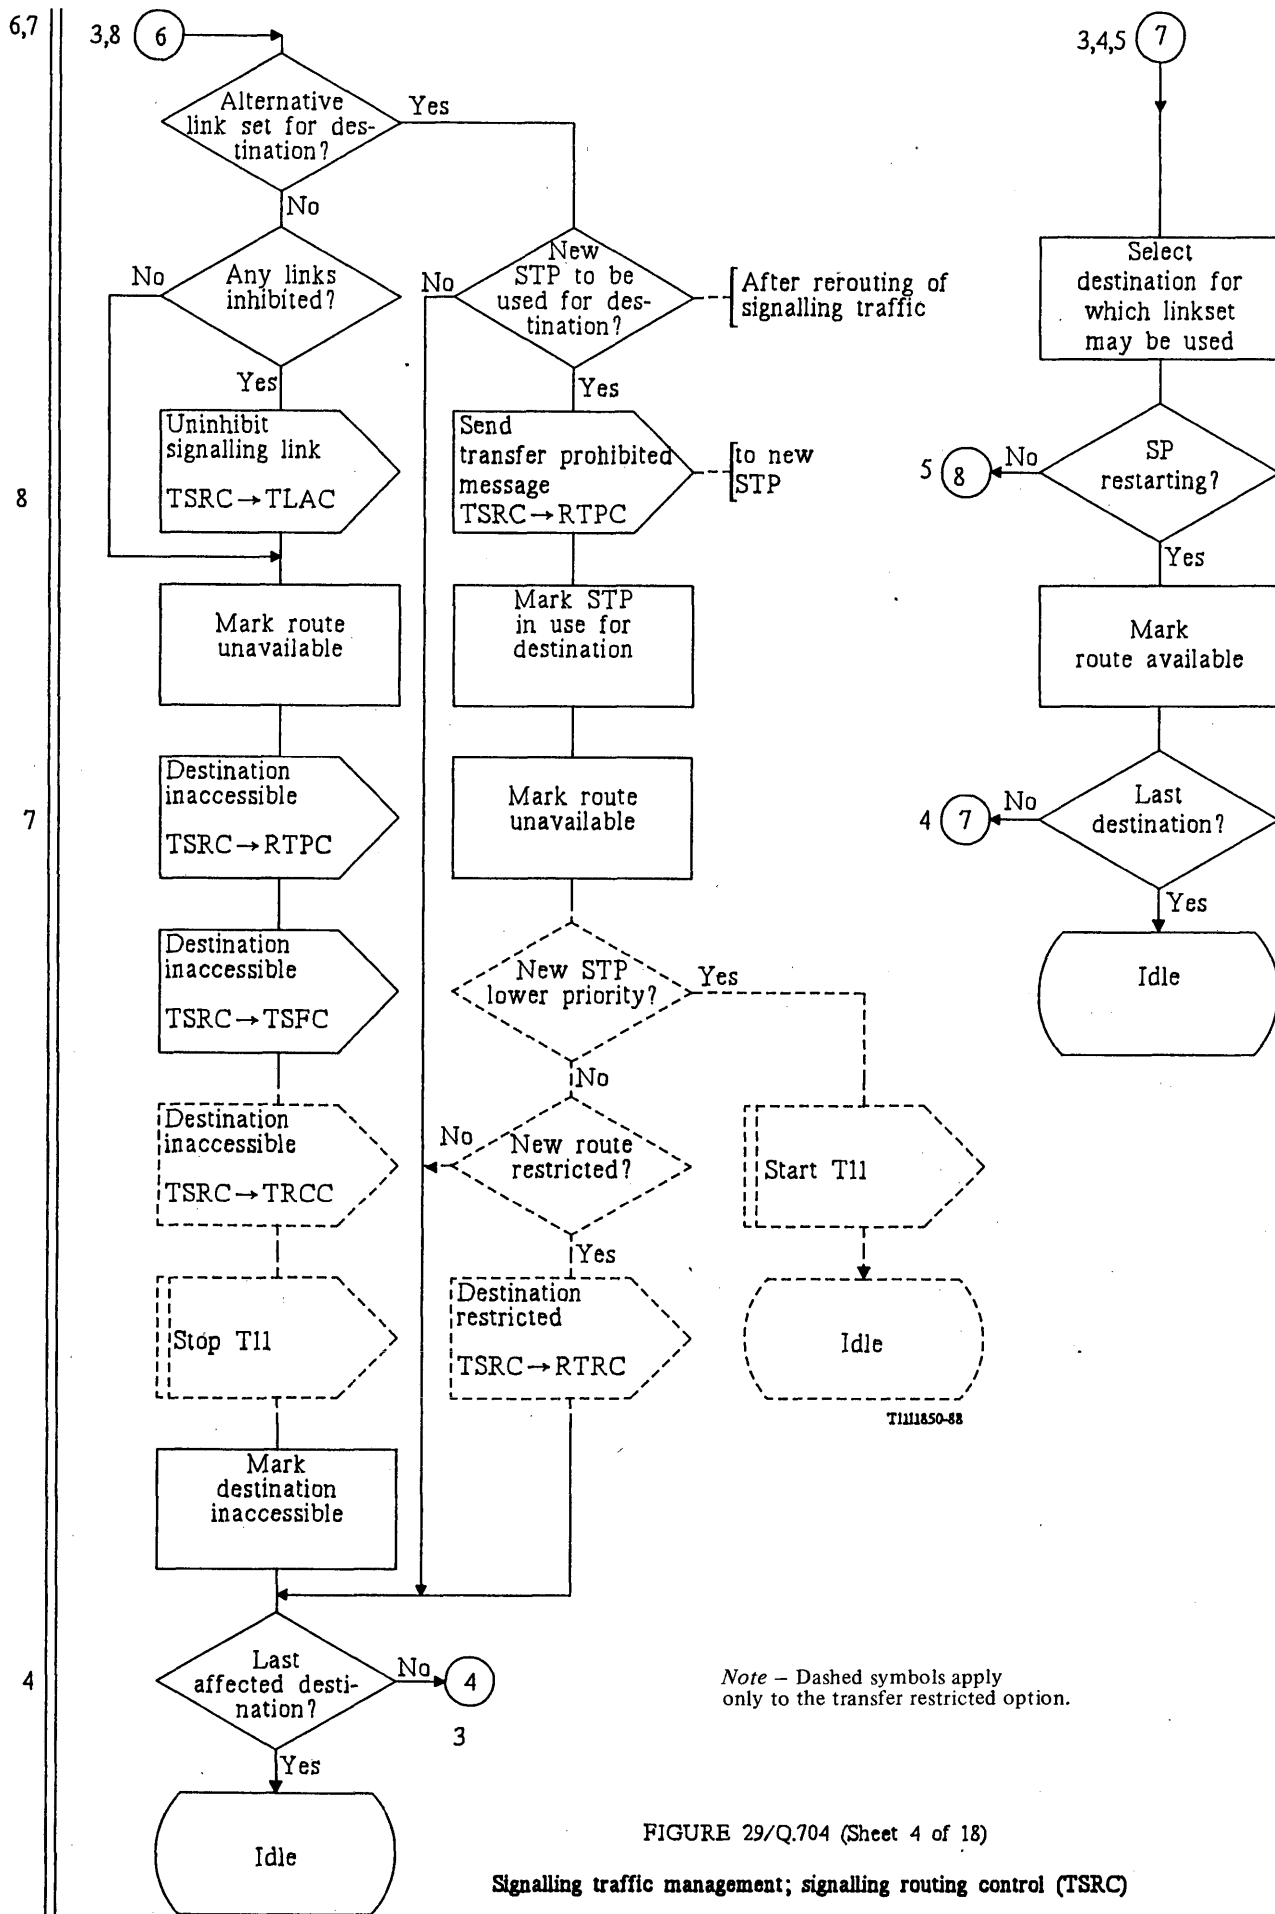 6,7
3,8
6
Alternative
link set for des-
tination?
Yes
No
Any links
inhibited?
No
Yes
Uninhibit
signalling link
TSRC → TLAC
8
Mark route
unavailable
Destination
inaccessible
TSRC → RTPC
7
Destination
inaccessible
TSRC → TSFC
Destination
inaccessible
TSRC → TRCC
Stop T11
Mark
destination
inaccessible
Last
affected desti-
nation?
4
No
4
3
Yes
Idle
New
STP to be
used for des-
tination?
No
After rerouting of
signalling traffic
Yes
Send
transfer prohibited
message
TSRC → RTPC
to new
STP
Mark STP
in use for
destination
Mark route
unavailable
New STP
lower priority?
Yes
No
New route
restricted?
No
Yes
Destination
restricted
TSRC → RTRC
Start T11
Idle
T1111850-88
3,4,5
7
Select
destination for
which linkset
may be used
SP
restarting?
No
5
8
Yes
Mark
route available
Last
destination?
No
4
7
Yes
Idle
Note – Dashed symbols apply
only to the transfer restricted option.
FIGURE 29/Q.704 (Sheet 4 of 18)
Signalling traffic management; signalling routing control (TSRC)